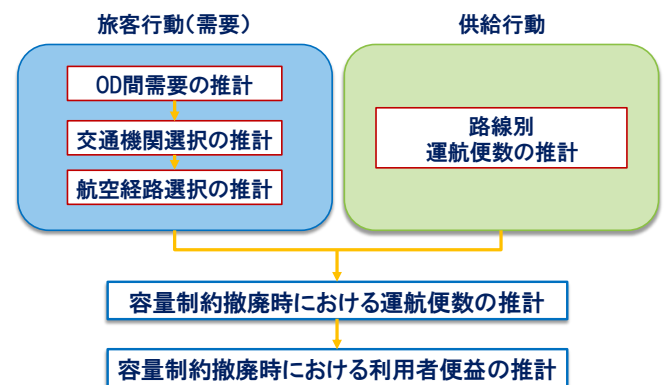 旅客行動(需要)
OD間需要の推計
交通機関選択の推計
航空経路選択の推計
供給行動
路線別
運航便数の推計
容量制約撤廃時における運航便数の推計
容量制約撤廃時における利用者便益の推計